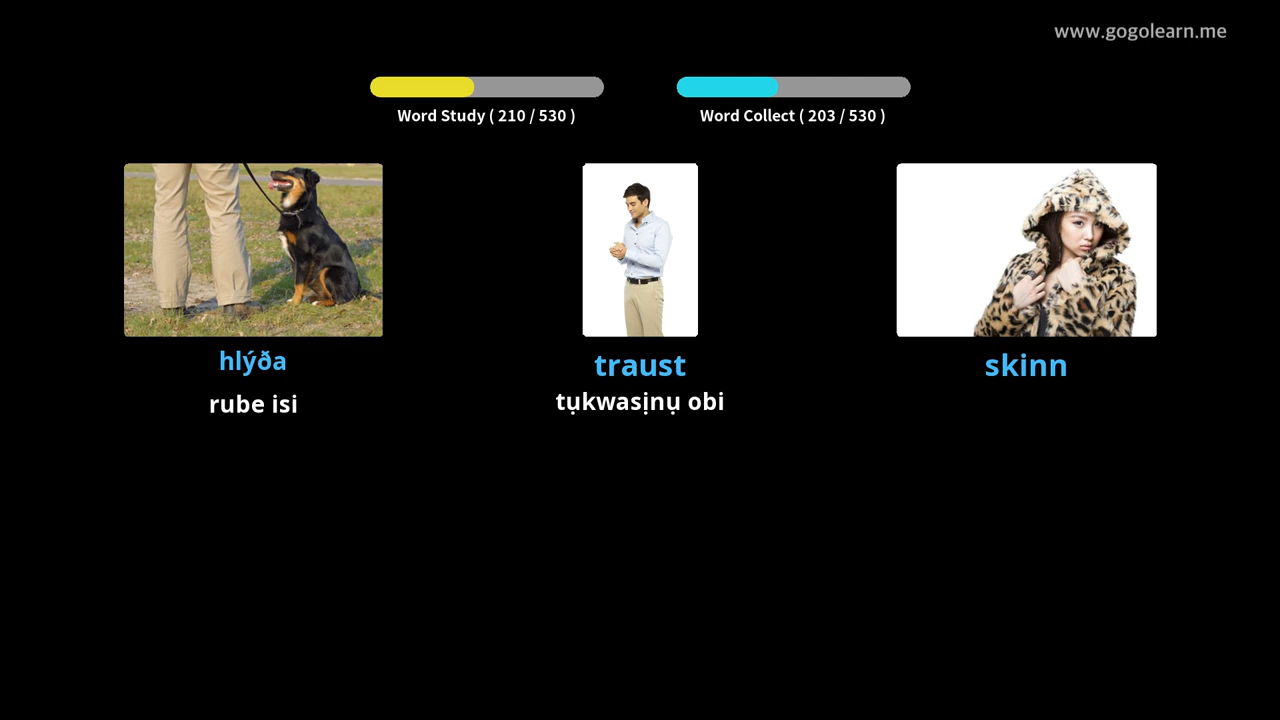 www.gogolearn.me
Word Study ( 210 / 530 )
Word Collect ( 203 / 530 )
hlýða
traust
skinn
rube isi
tụkwasịnụ obi